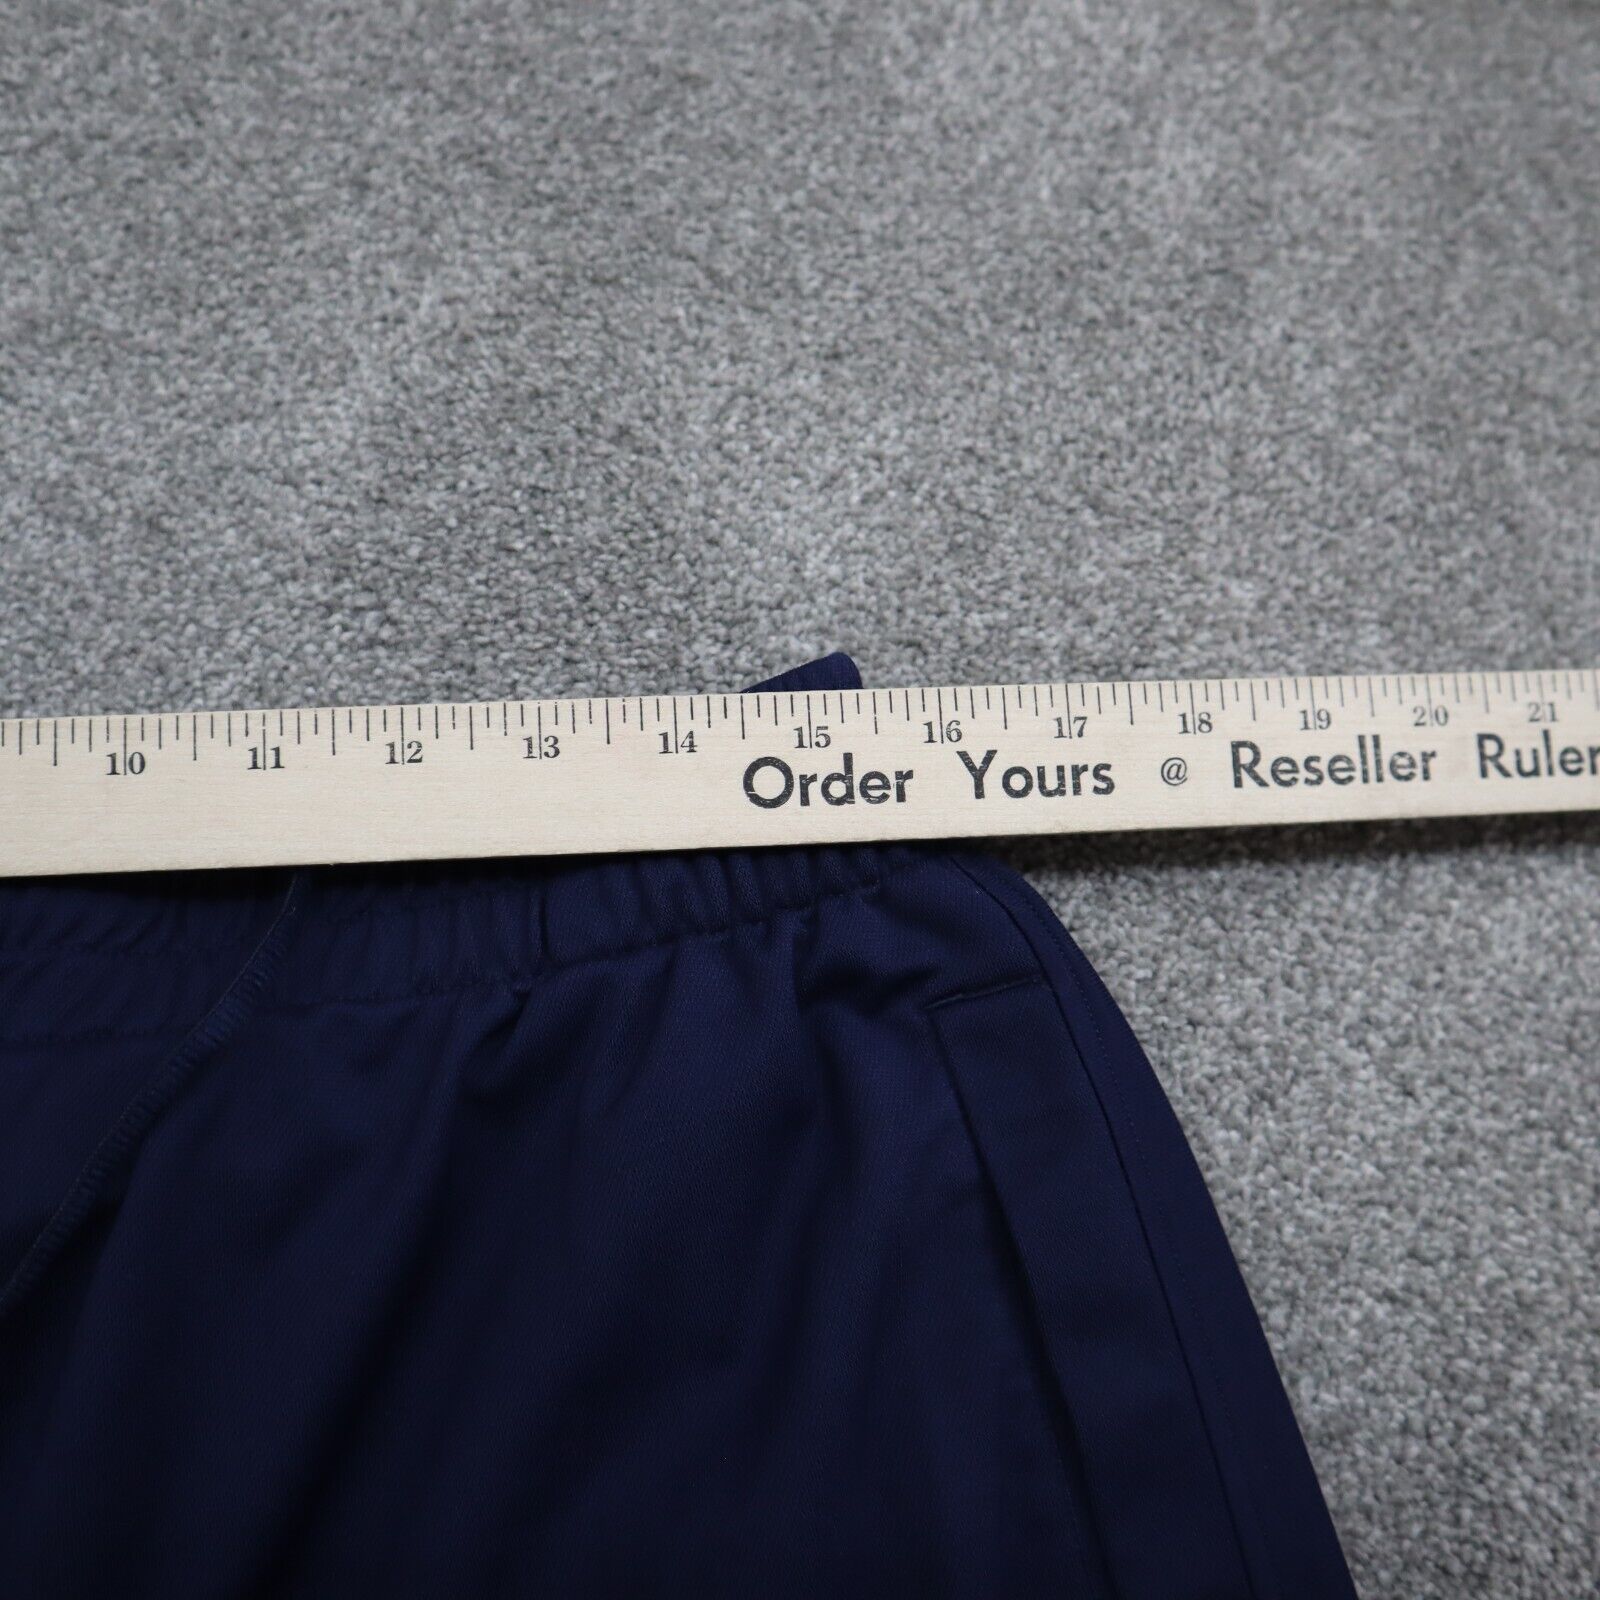 10 11 12 13 14 15 16 17 18 19 20 21
Order Yours @ Reseller Ruler